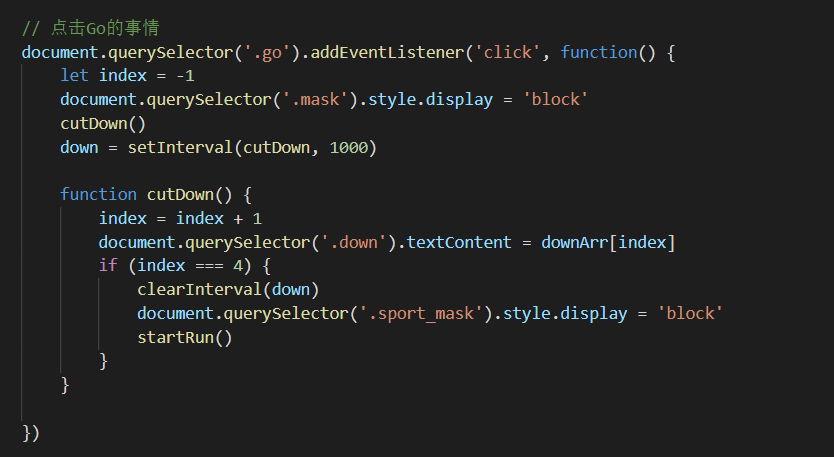 // 点击Go的事情
document.querySelector('.go').addEventListener('click', function() {
    let index = -1
    document.querySelector('.mask').style.display = 'block'
    cutDown()
    down = setInterval(cutDown, 1000)

    function cutDown() {
        index = index + 1
        document.querySelector('.down').textContent = downArr[index]
        if (index === 4) {
            clearInterval(down)
            document.querySelector('.sport_mask').style.display = 'block'
            startRun()
        }
    }

})